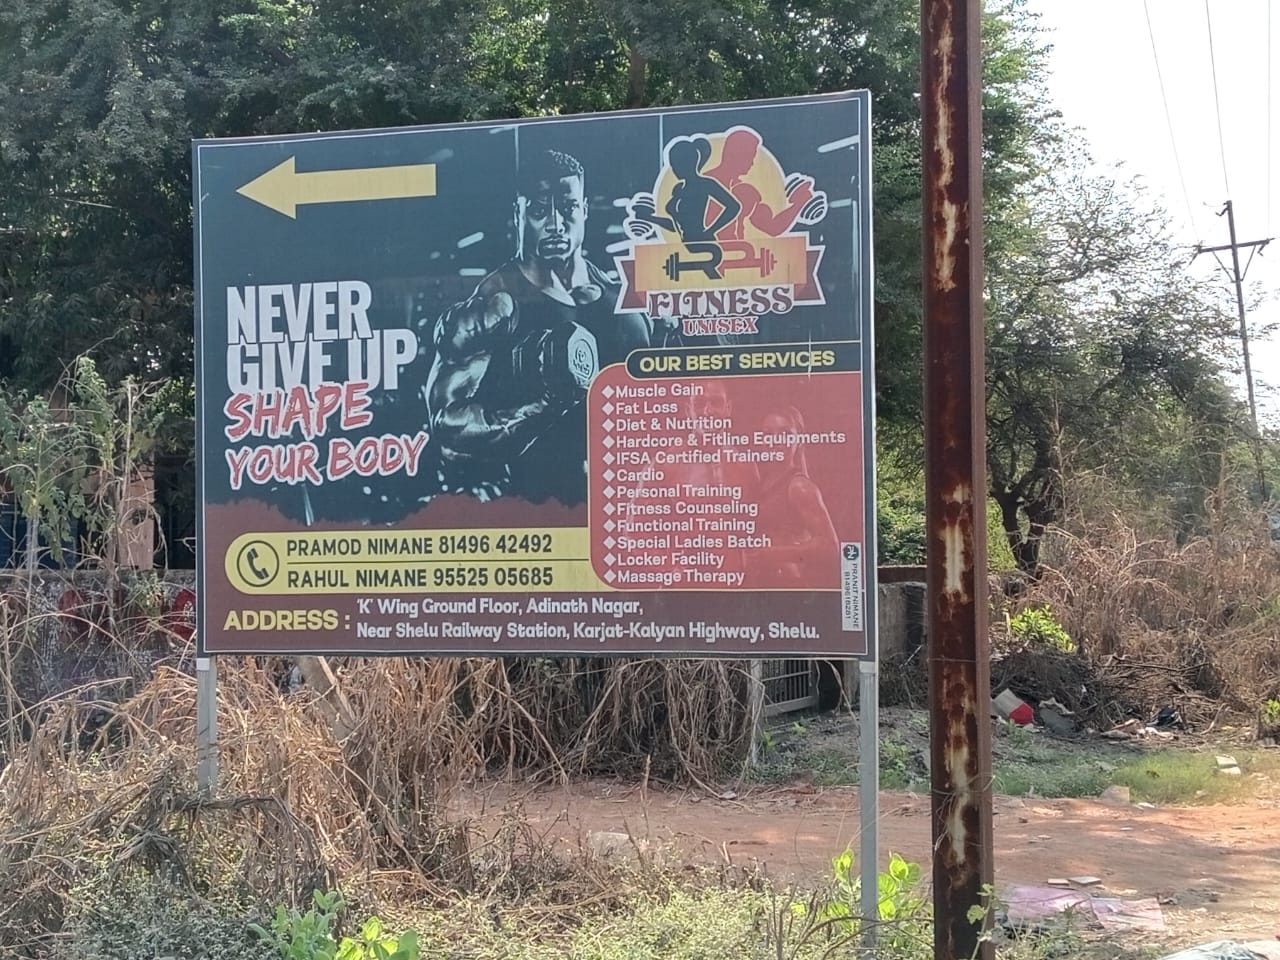 RP
FITNESS
UNISEX
NEVER
GIVE UP
SHAPE
YOUR BODY
OUR BEST SERVICES
Muscle Gain
Fat Loss
Diet & Nutrition
Hardcore & Fitline Equipments
IFSA Certified Trainers
Cardio
Personal Training
Fitness Counseling
Functional Training
Special Ladies Batch
Locker Facility
Massage Therapy
PRAMOD NIMANE 81496 42492
RAHUL NIMANE 95525 05685
ADDRESS :
'K' Wing Ground Floor, Adinath Nagar,
Near Shelu Railway Station, Karjat-Kalyan Highway, Shelu.
PRANIT NIMANE
8149618281